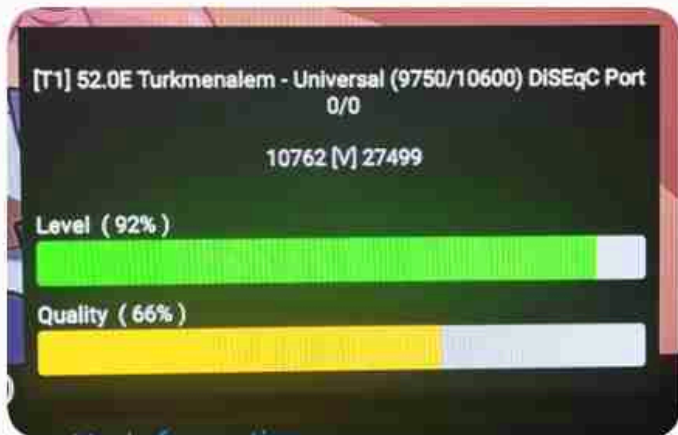 [T1] 52.0E Turkmenalem - Universal (9750/10600) DiSEqC Port
0/0
10762 [V] 27499
Level ( 92% )
Quality ( 66% )